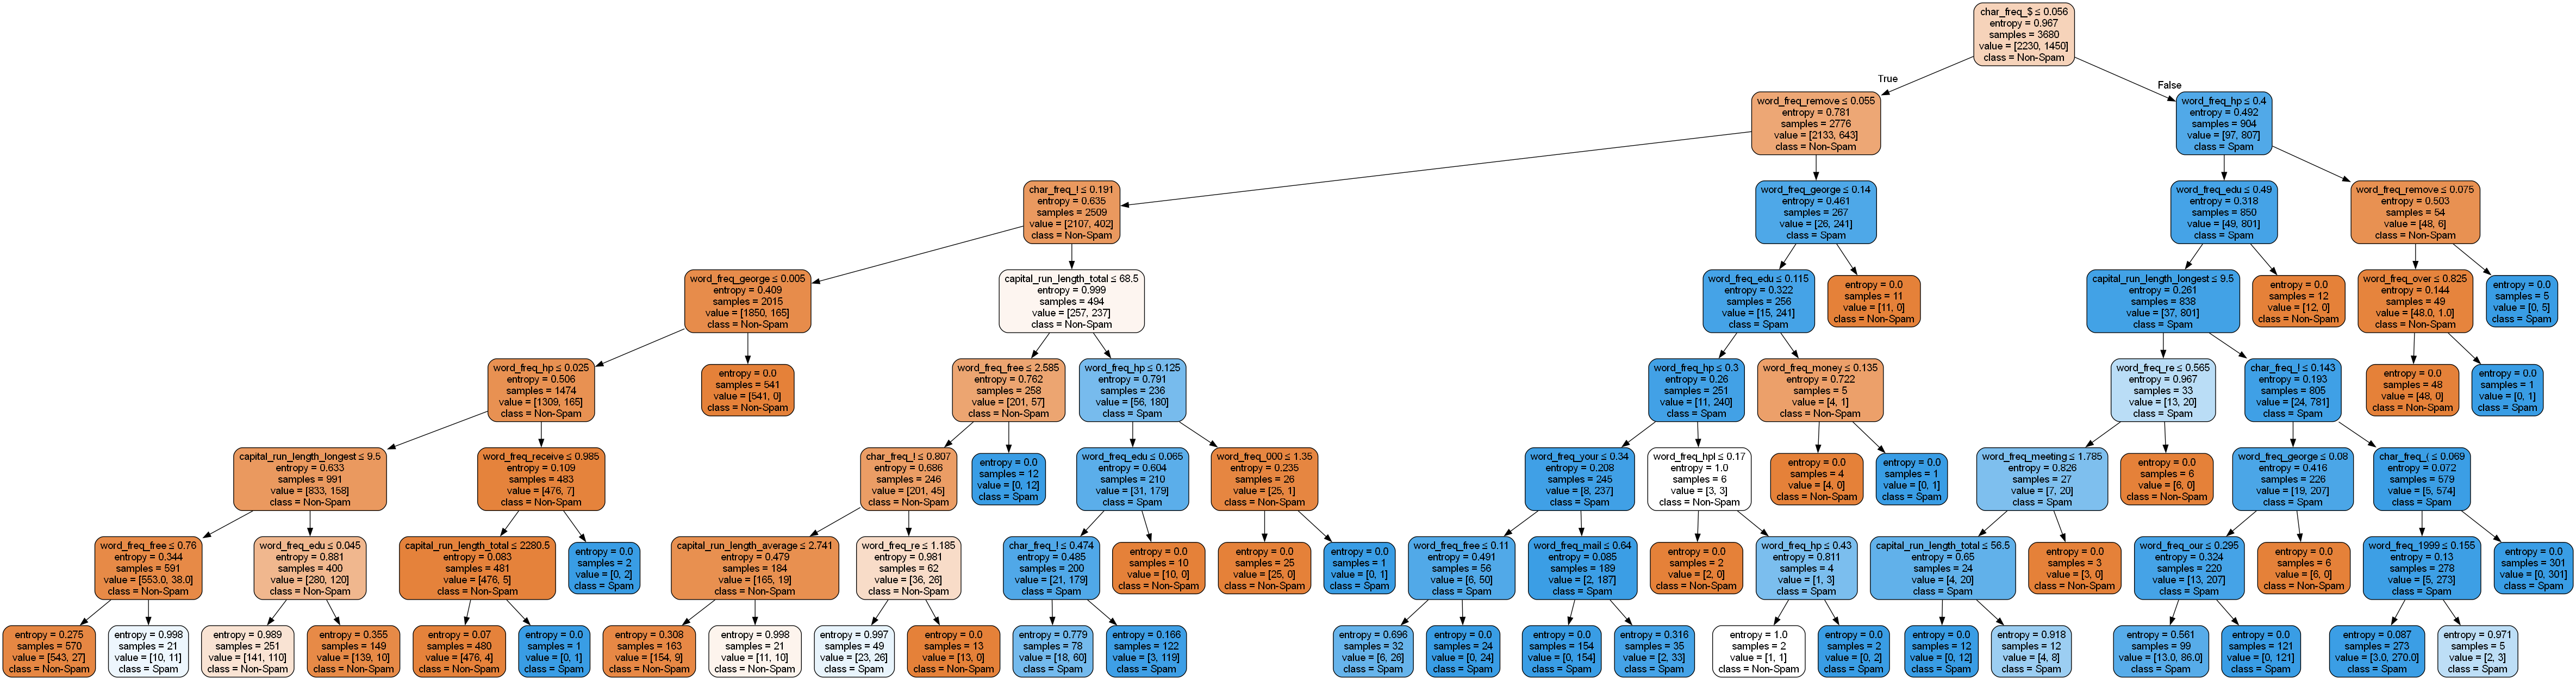 char_freq_$ ≤ 0.056
entropy = 0.967
samples = 3680
value = [2230, 1450]
class = Non-Spam
True
False
word_freq_remove ≤ 0.055
entropy = 0.781
samples = 2776
value = [2133, 643]
class = Non-Spam
word_freq_hp ≤ 0.4
entropy = 0.492
samples = 904
value = [97, 807]
class = Spam
char_freq_! ≤ 0.191
entropy = 0.635
samples = 2509
value = [2107, 402]
class = Non-Spam
word_freq_george ≤ 0.14
entropy = 0.461
samples = 267
value = [26, 241]
class = Spam
word_freq_edu ≤ 0.49
entropy = 0.318
samples = 850
value = [49, 801]
class = Spam
word_freq_remove ≤ 0.075
entropy = 0.503
samples = 54
value = [48, 6]
class = Non-Spam
word_freq_george ≤ 0.005
entropy = 0.409
samples = 2015
value = [1850, 165]
class = Non-Spam
capital_run_length_total ≤ 68.5
entropy = 0.999
samples = 494
value = [257, 237]
class = Non-Spam
word_freq_edu ≤ 0.115
entropy = 0.322
samples = 256
value = [15, 241]
class = Spam
entropy = 0.0
samples = 11
value = [11, 0]
class = Non-Spam
capital_run_length_longest ≤ 9.5
entropy = 0.261
samples = 838
value = [37, 801]
class = Spam
entropy = 0.0
samples = 12
value = [12, 0]
class = Non-Spam
word_freq_over ≤ 0.825
entropy = 0.144
samples = 49
value = [48.0, 1.0]
class = Non-Spam
entropy = 0.0
samples = 5
value = [0, 5]
class = Spam
word_freq_hp ≤ 0.025
entropy = 0.506
samples = 1474
value = [1309, 165]
class = Non-Spam
entropy = 0.0
samples = 541
value = [541, 0]
class = Non-Spam
word_freq_free ≤ 2.585
entropy = 0.762
samples = 258
value = [201, 57]
class = Non-Spam
word_freq_hp ≤ 0.125
entropy = 0.791
samples = 236
value = [56, 180]
class = Spam
word_freq_hp ≤ 0.3
entropy = 0.26
samples = 251
value = [11, 240]
class = Spam
word_freq_money ≤ 0.135
entropy = 0.722
samples = 5
value = [4, 1]
class = Non-Spam
word_freq_re ≤ 0.565
entropy = 0.967
samples = 33
value = [13, 20]
class = Spam
char_freq_! ≤ 0.143
entropy = 0.193
samples = 805
value = [24, 781]
class = Spam
entropy = 0.0
samples = 48
value = [48, 0]
class = Non-Spam
entropy = 0.0
samples = 1
value = [0, 1]
class = Spam
capital_run_length_longest ≤ 9.5
entropy = 0.633
samples = 991
value = [833, 158]
class = Non-Spam
word_freq_receive ≤ 0.985
entropy = 0.109
samples = 483
value = [476, 7]
class = Non-Spam
char_freq_! ≤ 0.807
entropy = 0.686
samples = 246
value = [201, 45]
class = Non-Spam
entropy = 0.0
samples = 12
value = [0, 12]
class = Spam
word_freq_edu ≤ 0.065
entropy = 0.604
samples = 210
value = [31, 179]
class = Spam
word_freq_000 ≤ 1.35
entropy = 0.235
samples = 26
value = [25, 1]
class = Non-Spam
word_freq_your ≤ 0.34
entropy = 0.208
samples = 245
value = [8, 237]
class = Spam
word_freq_hpl ≤ 0.17
entropy = 1.0
samples = 6
value = [3, 3]
class = Non-Spam
entropy = 0.0
samples = 4
value = [4, 0]
class = Non-Spam
entropy = 0.0
samples = 1
value = [0, 1]
class = Spam
word_freq_meeting ≤ 1.785
entropy = 0.826
samples = 27
value = [7, 20]
class = Spam
entropy = 0.0
samples = 6
value = [6, 0]
class = Non-Spam
word_freq_george ≤ 0.08
entropy = 0.416
samples = 226
value = [19, 207]
class = Spam
char_freq_( ≤ 0.069
entropy = 0.072
samples = 579
value = [5, 574]
class = Spam
word_freq_free ≤ 0.76
entropy = 0.344
samples = 591
value = [553.0, 38.0]
class = Non-Spam
word_freq_edu ≤ 0.045
entropy = 0.881
samples = 400
value = [280, 120]
class = Non-Spam
capital_run_length_total ≤ 2280.5
entropy = 0.083
samples = 481
value = [476, 5]
class = Non-Spam
entropy = 0.0
samples = 2
value = [0, 2]
class = Spam
capital_run_length_average ≤ 2.741
entropy = 0.479
samples = 184
value = [165, 19]
class = Non-Spam
word_freq_re ≤ 1.185
entropy = 0.981
samples = 62
value = [36, 26]
class = Non-Spam
char_freq_! ≤ 0.474
entropy = 0.485
samples = 200
value = [21, 179]
class = Spam
entropy = 0.0
samples = 10
value = [10, 0]
class = Non-Spam
entropy = 0.0
samples = 25
value = [25, 0]
class = Non-Spam
entropy = 0.0
samples = 1
value = [0, 1]
class = Spam
word_freq_free ≤ 0.11
entropy = 0.491
samples = 56
value = [6, 50]
class = Spam
word_freq_mail ≤ 0.64
entropy = 0.085
samples = 189
value = [2, 187]
class = Spam
entropy = 0.0
samples = 2
value = [2, 0]
class = Non-Spam
word_freq_hp ≤ 0.43
entropy = 0.811
samples = 4
value = [1, 3]
class = Spam
capital_run_length_total ≤ 56.5
entropy = 0.65
samples = 24
value = [4, 20]
class = Spam
entropy = 0.0
samples = 3
value = [3, 0]
class = Non-Spam
word_freq_our ≤ 0.295
entropy = 0.324
samples = 220
value = [13, 207]
class = Spam
entropy = 0.0
samples = 6
value = [6, 0]
class = Non-Spam
word_freq_1999 ≤ 0.155
entropy = 0.13
samples = 278
value = [5, 273]
class = Spam
entropy = 0.0
samples = 301
value = [0, 301]
class = Spam
entropy = 0.275
samples = 570
value = [543, 27]
class = Non-Spam
entropy = 0.998
samples = 21
value = [10, 11]
class = Spam
entropy = 0.989
samples = 251
value = [141, 110]
class = Non-Spam
entropy = 0.355
samples = 149
value = [139, 10]
class = Non-Spam
entropy = 0.07
samples = 480
value = [476, 4]
class = Non-Spam
entropy = 0.0
samples = 1
value = [0, 1]
class = Spam
entropy = 0.308
samples = 163
value = [154, 9]
class = Non-Spam
entropy = 0.998
samples = 21
value = [11, 10]
class = Non-Spam
entropy = 0.997
samples = 49
value = [23, 26]
class = Spam
entropy = 0.0
samples = 13
value = [13, 0]
class = Non-Spam
entropy = 0.779
samples = 78
value = [18, 60]
class = Spam
entropy = 0.166
samples = 122
value = [3, 119]
class = Spam
entropy = 0.696
samples = 32
value = [6, 26]
class = Spam
entropy = 0.0
samples = 24
value = [0, 24]
class = Spam
entropy = 0.0
samples = 154
value = [0, 154]
class = Spam
entropy = 0.316
samples = 35
value = [2, 33]
class = Spam
entropy = 1.0
samples = 2
value = [1, 1]
class = Non-Spam
entropy = 0.0
samples = 2
value = [0, 2]
class = Spam
entropy = 0.0
samples = 12
value = [0, 12]
class = Spam
entropy = 0.918
samples = 12
value = [4, 8]
class = Spam
entropy = 0.561
samples = 99
value = [13.0, 86.0]
class = Spam
entropy = 0.0
samples = 121
value = [0, 121]
class = Spam
entropy = 0.087
samples = 273
value = [3.0, 270.0]
class = Spam
entropy = 0.971
samples = 5
value = [2, 3]
class = Spam